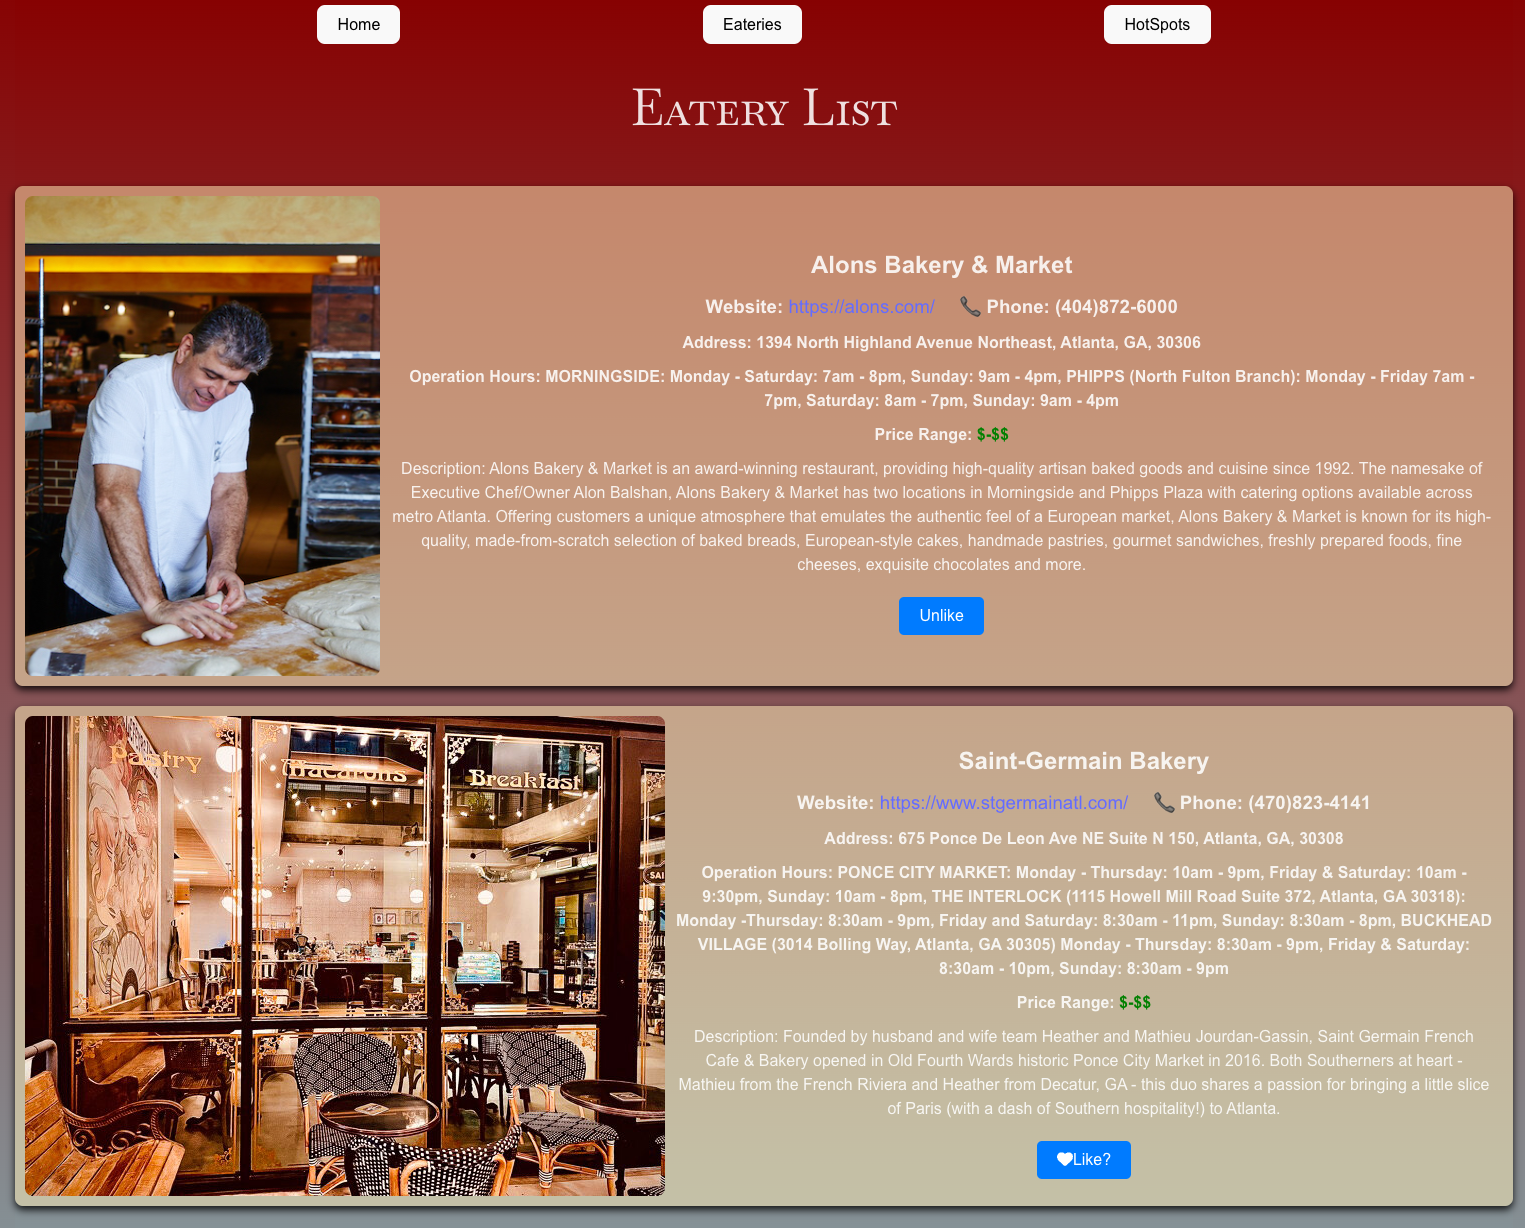 Home
Eateries
HotSpots
Eatery List
Alons Bakery & Market
Website: https://alons.com/ 📞 Phone: (404)872-6000
Address: 1394 North Highland Avenue Northeast, Atlanta, GA, 30306
Operation Hours: MORNINGSIDE: Monday - Saturday: 7am - 8pm, Sunday: 9am - 4pm, PHIPPS (North Fulton Branch): Monday - Friday 7am -
7pm, Saturday: 8am - 7pm, Sunday: 9am - 4pm
Price Range: $-$$
Description: Alons Bakery & Market is an award-winning restaurant, providing high-quality artisan baked goods and cuisine since 1992. The namesake of
Executive Chef/Owner Alon Balshan, Alons Bakery & Market has two locations in Morningside and Phipps Plaza with catering options available across
metro Atlanta. Offering customers a unique atmosphere that emulates the authentic feel of a European market, Alons Bakery & Market is known for its high-
quality, made-from-scratch selection of baked breads, European-style cakes, handmade pastries, gourmet sandwiches, freshly prepared foods, fine
cheeses, exquisite chocolates and more.
Unlike
Pastry
Macarons
Breakfast
SAI
Saint-Germain Bakery
Website: https://www.stgermainatl.com/ 📞 Phone: (470)823-4141
Address: 675 Ponce De Leon Ave NE Suite N 150, Atlanta, GA, 30308
Operation Hours: PONCE CITY MARKET: Monday - Thursday: 10am - 9pm, Friday & Saturday: 10am -
9:30pm, Sunday: 10am - 8pm, THE INTERLOCK (1115 Howell Mill Road Suite 372, Atlanta, GA 30318):
Monday -Thursday: 8:30am - 9pm, Friday and Saturday: 8:30am - 11pm, Sunday: 8:30am - 8pm, BUCKHEAD
VILLAGE (3014 Bolling Way, Atlanta, GA 30305) Monday - Thursday: 8:30am - 9pm, Friday & Saturday:
8:30am - 10pm, Sunday: 8:30am - 9pm
Price Range: $-$$
Description: Founded by husband and wife team Heather and Mathieu Jourdan-Gassin, Saint Germain French
Cafe & Bakery opened in Old Fourth Wards historic Ponce City Market in 2016. Both Southerners at heart -
Mathieu from the French Riviera and Heather from Decatur, GA - this duo shares a passion for bringing a little slice
of Paris (with a dash of Southern hospitality!) to Atlanta.
Like?